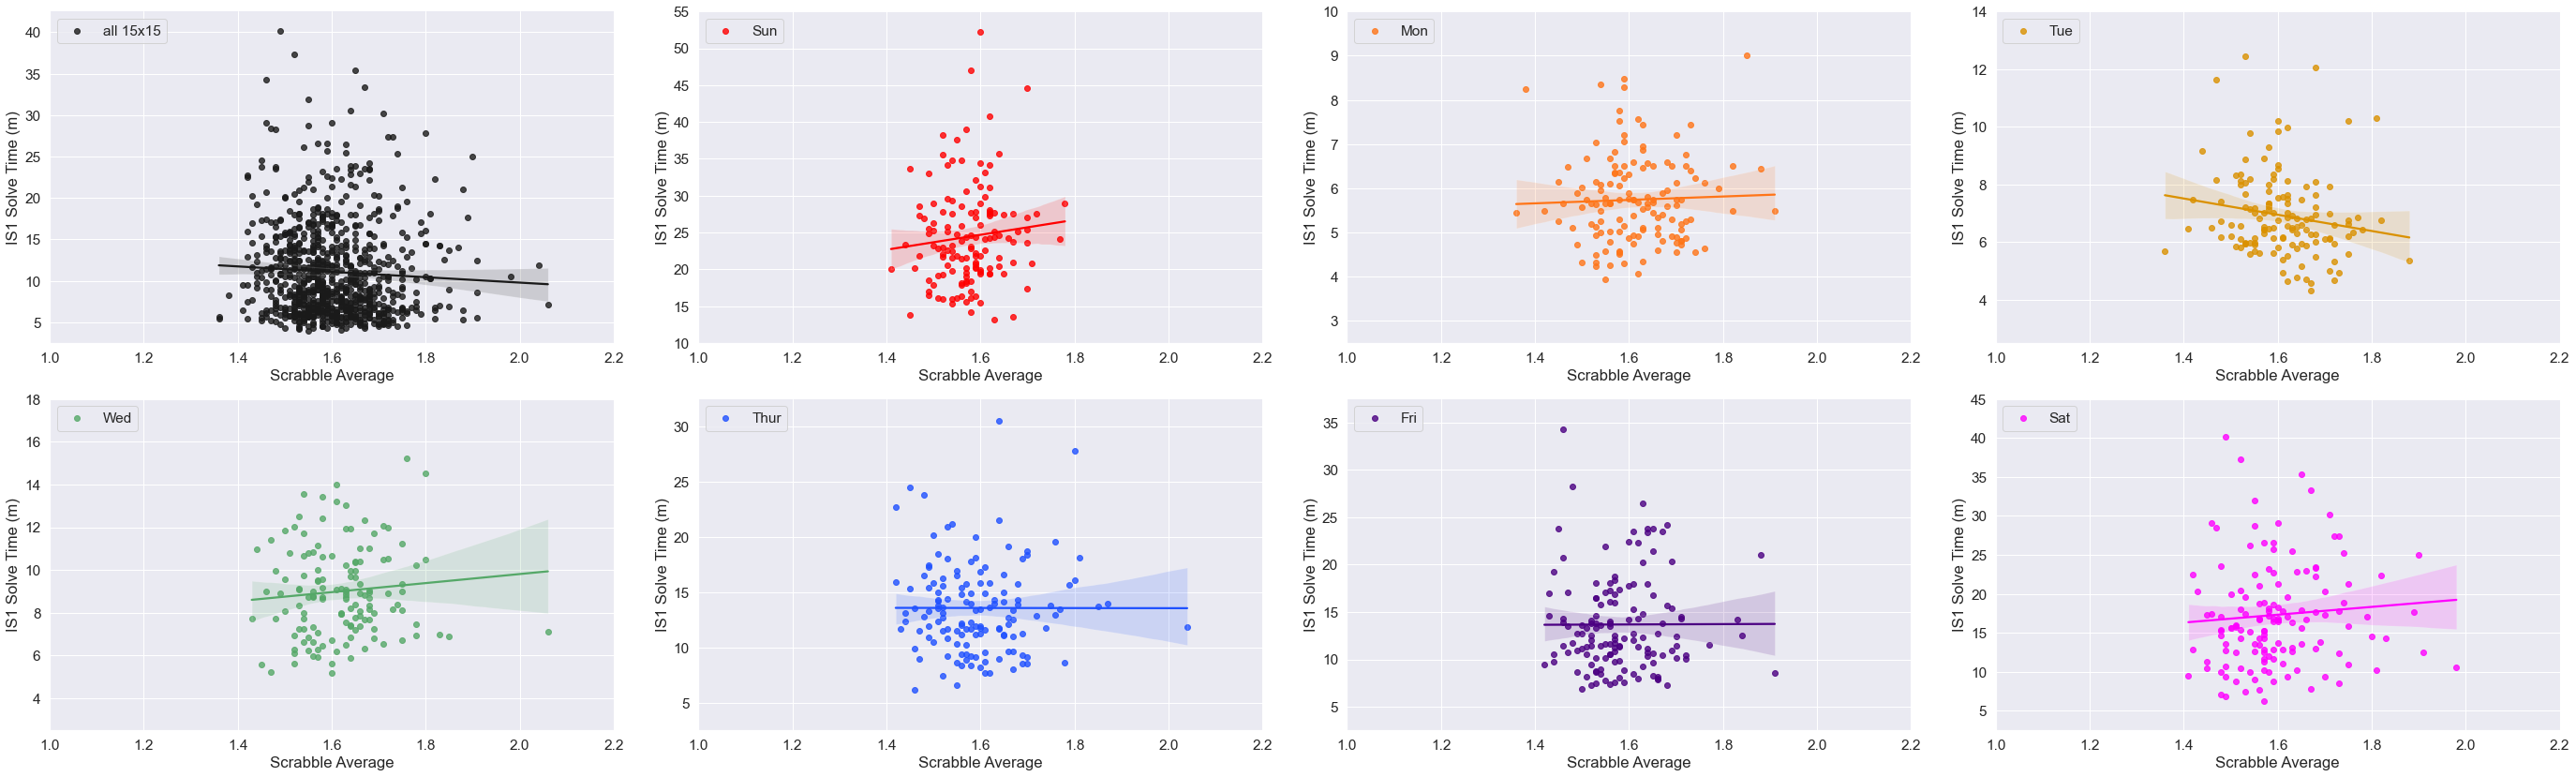 all 15x15
40
35
30
25
20
15
10
5
IS1 Solve Time (m)
1.0 1.2 1.4 1.6 1.8 2.0 2.2
Scrabble Average
Sun
55
50
45
40
35
30
25
20
15
10
IS1 Solve Time (m)
1.0 1.2 1.4 1.6 1.8 2.0 2.2
Scrabble Average
Mon
10
9
8
7
6
5
4
3
IS1 Solve Time (m)
1.0 1.2 1.4 1.6 1.8 2.0 2.2
Scrabble Average
Tue
14
12
10
8
6
4
IS1 Solve Time (m)
1.0 1.2 1.4 1.6 1.8 2.0 2.2
Scrabble Average
Wed
18
16
14
12
10
8
6
4
IS1 Solve Time (m)
1.0 1.2 1.4 1.6 1.8 2.0 2.2
Scrabble Average
Thur
30
25
20
15
10
5
IS1 Solve Time (m)
1.0 1.2 1.4 1.6 1.8 2.0 2.2
Scrabble Average
Fri
35
30
25
20
15
10
5
IS1 Solve Time (m)
1.0 1.2 1.4 1.6 1.8 2.0 2.2
Scrabble Average
Sat
45
40
35
30
25
20
15
10
5
IS1 Solve Time (m)
1.0 1.2 1.4 1.6 1.8 2.0 2.2
Scrabble Average